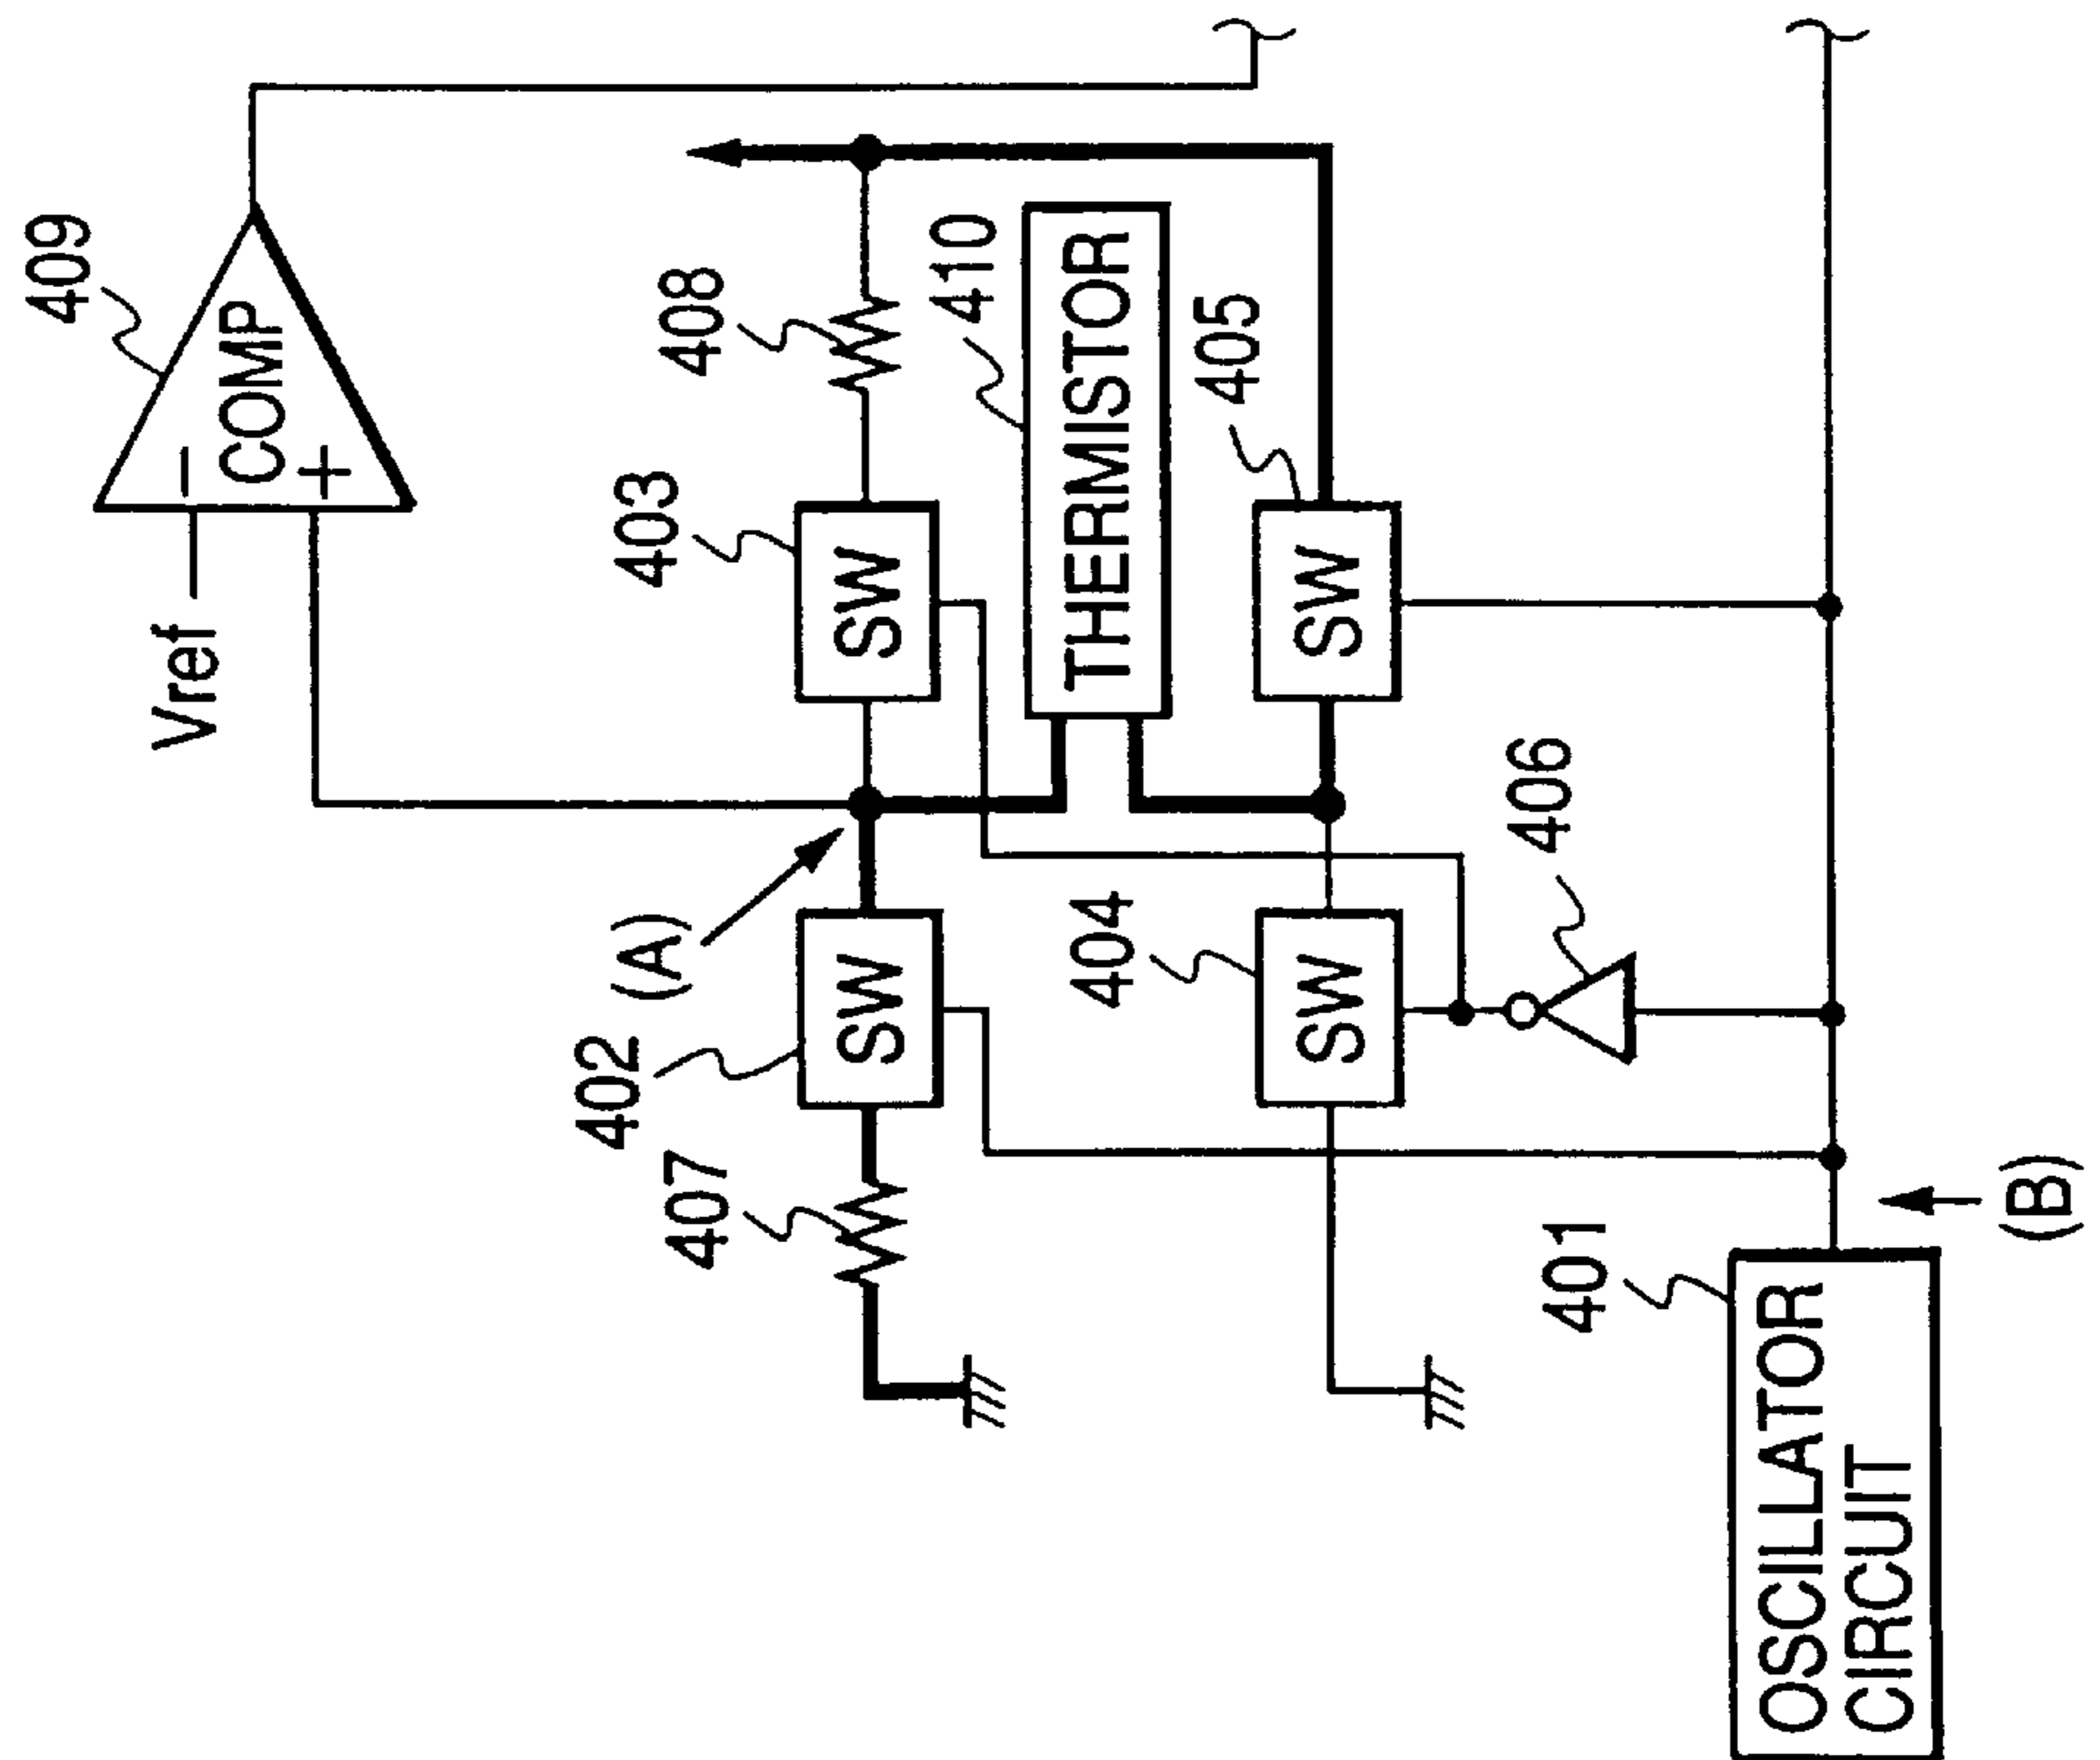 409
COMP
−
+
Vref
408
403
SW
410
THERMISTOR
405
SW
(A)
402
SW
407
404
SW
406
401
OSCILLATOR
CIRCUIT
(B)